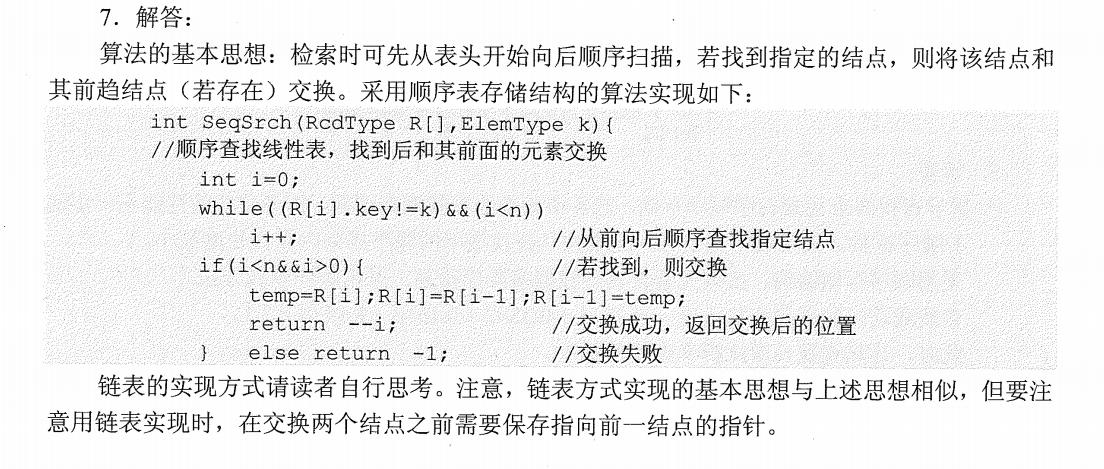 7．解答：
算法的基本思想：检索时可先从表头开始向后顺序扫描，若找到指定的结点，则将该结点和
其前趋结点（若存在）交换。采用顺序表存储结构的算法实现如下：
int SeqSrch(RcdType R[],ElemType k){
//顺序查找线性表，找到后和其前面的元素交换
int i=0;
while((R[i].key!=k)&&(i<n))
i++; //从前向后顺序查找指定结点
if(i<n&&i>0){ //若找到，则交换
temp=R[i];R[i]=R[i-1];R[i-1]=temp;
return --i; //交换成功，返回交换后的位置
} else return -1; //交换失败
链表的实现方式请读者自行思考。注意，链表方式实现的基本思想与上述思想相似，但要注
意用链表实现时，在交换两个结点之前需要保存指向前一结点的指针。